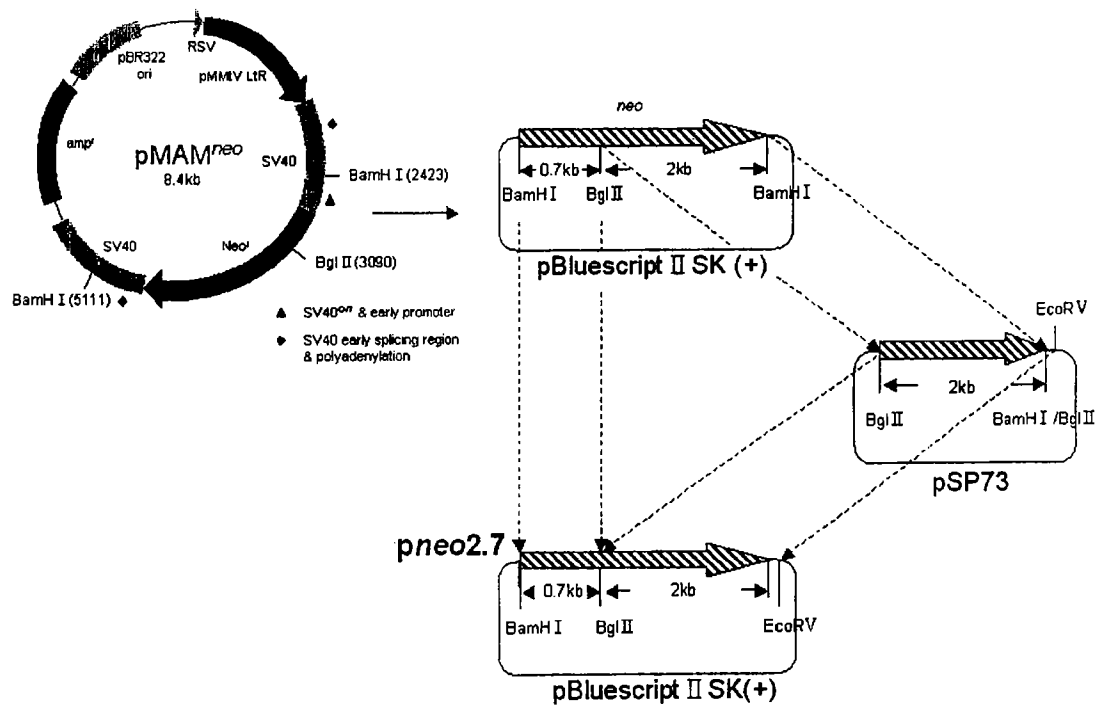 pBR322
ori
RSV
pMMtV LtR
ampʳ
pMAMⁿᵉᵒ
8.4kb
SV40
BamH I (2423)
Neoʳ
Bgl II (3090)
SV40
BamH I (5111)
▲ SV40ᵒʳⁱ & early promoter
◆ SV40 early splicing region
& polyadenylation
neo
0.7kb
2kb
BamH I
Bgl II
BamH I
pBluescript II SK (+)
EcoR V
2kb
Bgl II
BamH I /Bgl II
pSP73
pneo2.7
0.7kb
2kb
BamH I
Bgl II
EcoRV
pBluescript II SK(+)